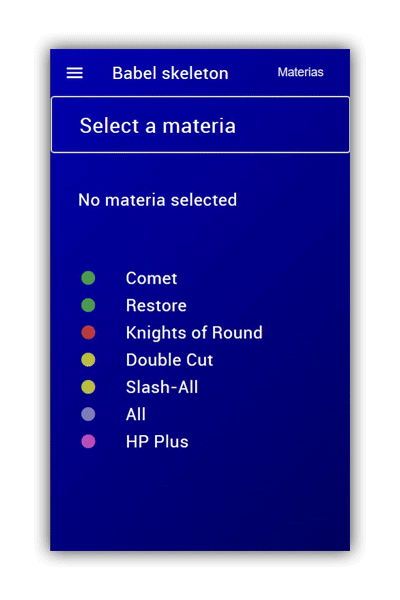 Babel skeleton Materias
Select a materia
No materia selected
Comet
Restore
Knights of Round
Double Cut
Slash-All
All
HP Plus